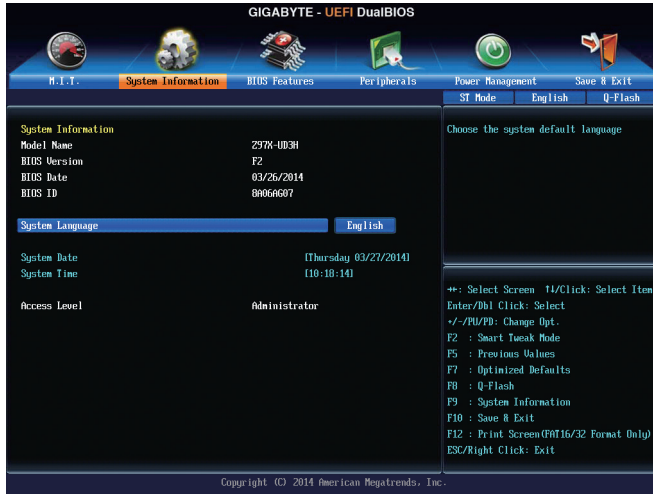 GIGABYTE - UEFI DualBIOS
M.I.T.
System Information
BIOS Features
Peripherals
Power Management
Save & Exit
ST Mode
English
Q-Flash
System Information
Model Name Z97X-UD3H
BIOS Version F2
BIOS Date 03/26/2014
BIOS ID 8A06AG07
System Language English
System Date [Thursday 03/27/2014]
System Time [10:18:14]
Access Level Administrator
Choose the system default language
→←: Select Screen ↑↓/Click: Select Item
Enter/Dbl Click: Select
+/-/PU/PD: Change Opt.
F2 : Smart Tweak Mode
F5 : Previous Values
F7 : Optimized Defaults
F8 : Q-Flash
F9 : System Information
F10 : Save & Exit
F12 : Print Screen(FAT16/32 Format Only)
ESC/Right Click: Exit
Copyright (C) 2014 American Megatrends, Inc.